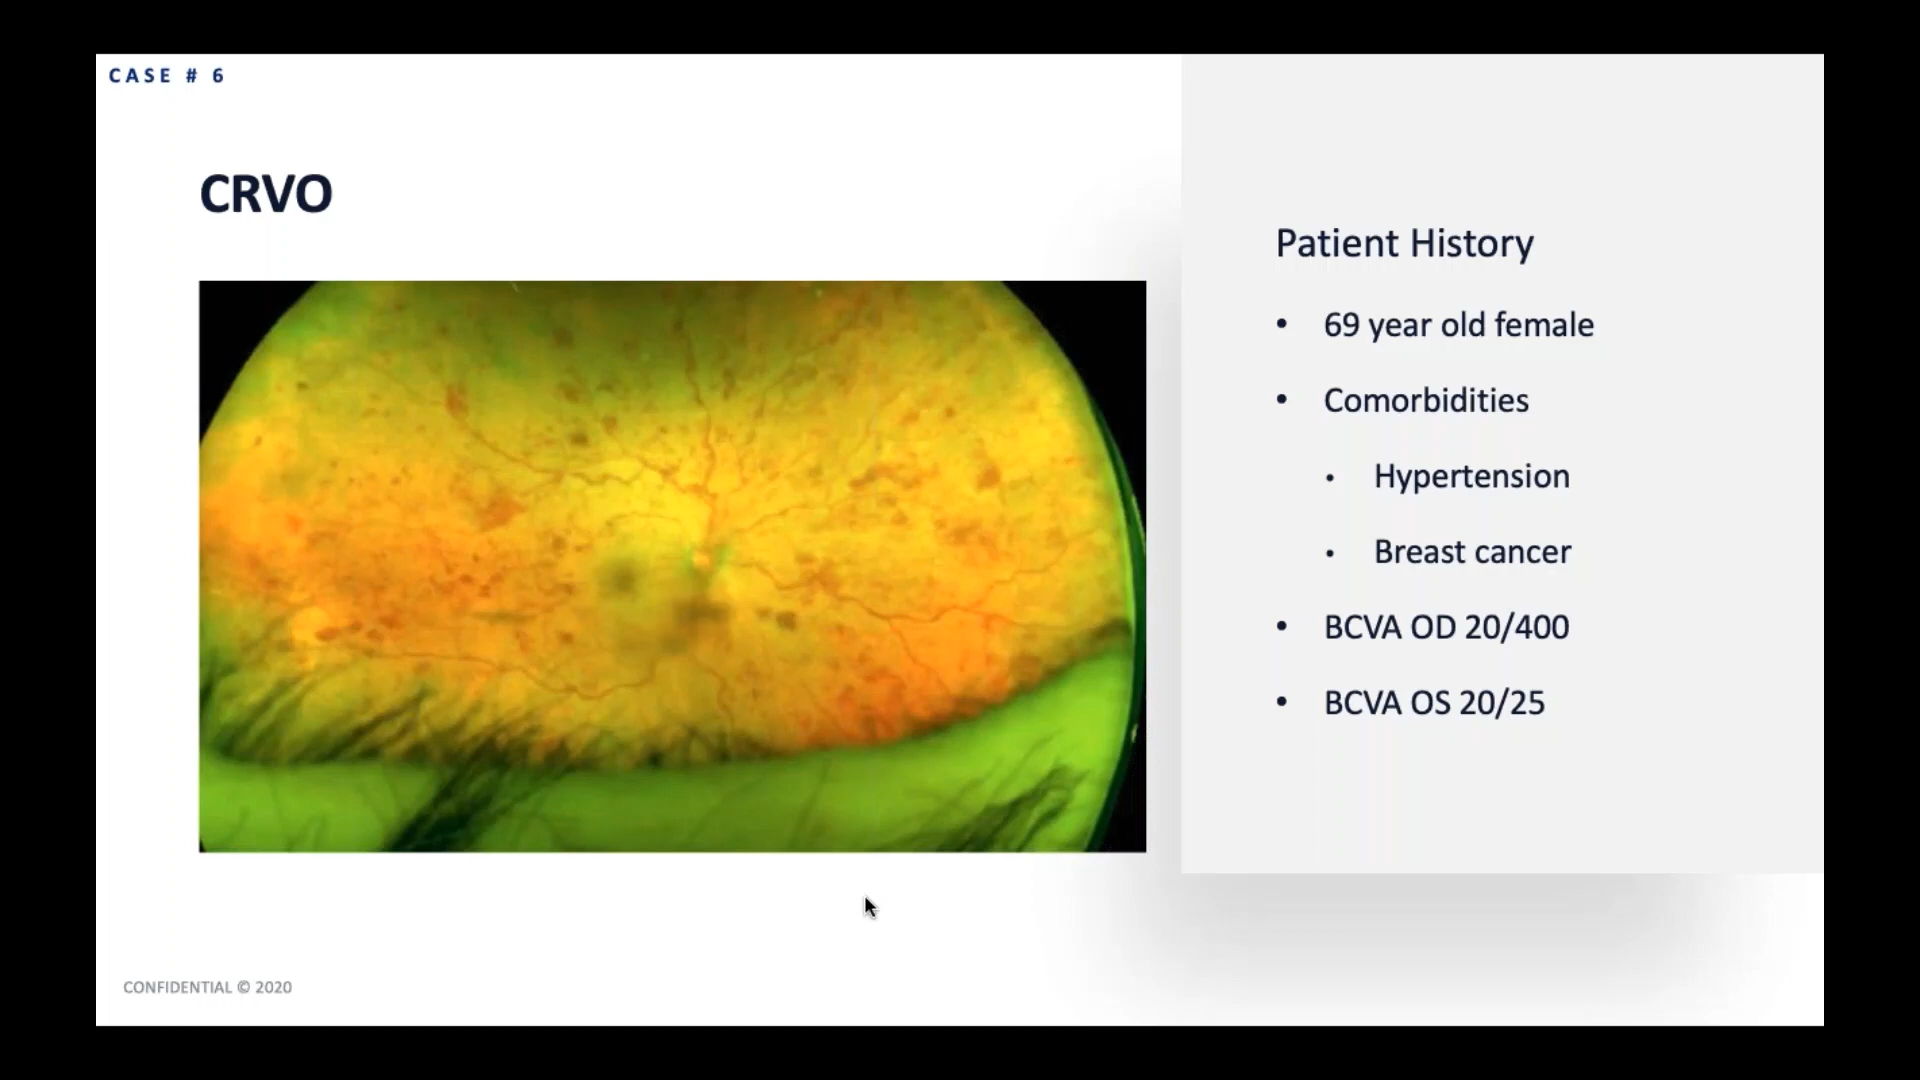 CASE # 6
CRVO
Patient History
• 69 year old female
• Comorbidities
• Hypertension
• Breast cancer
• BCVA OD 20/400
• BCVA OS 20/25
CONFIDENTIAL © 2020